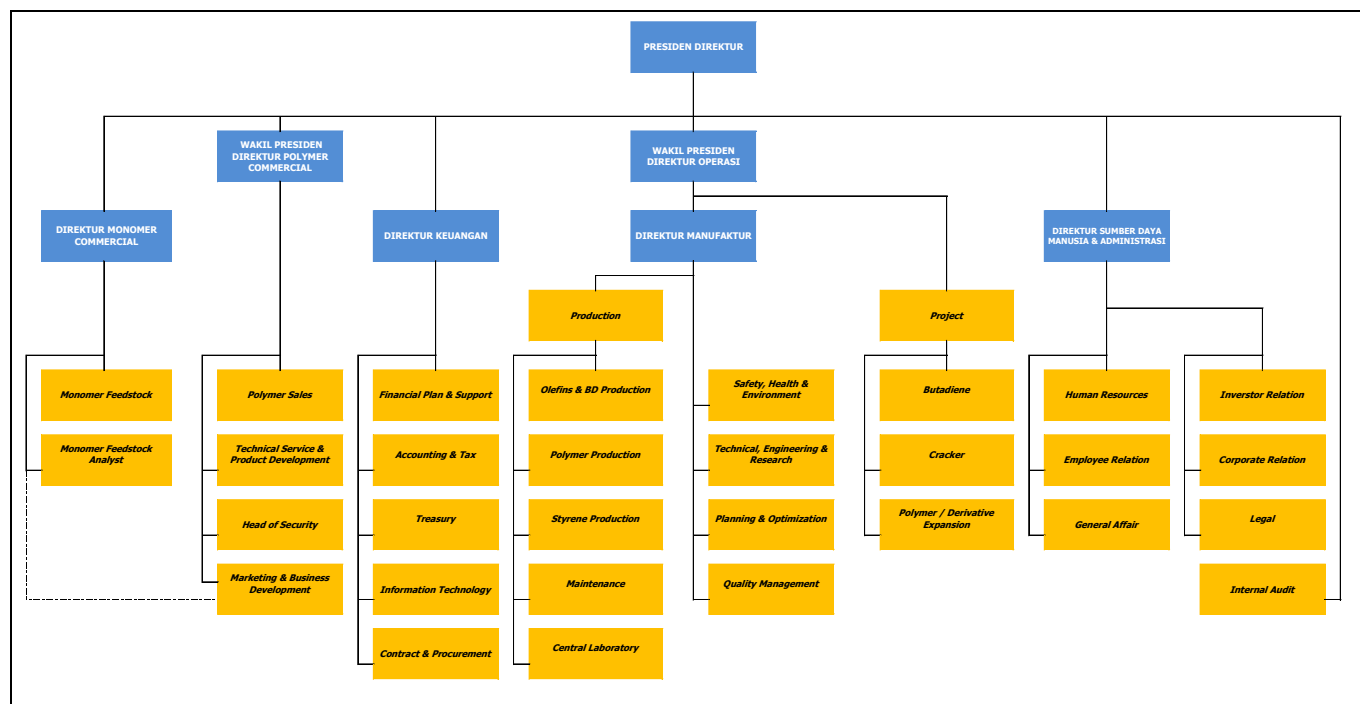 PRESIDEN DIREKTUR
WAKIL PRESIDEN
DIREKTUR POLYMER
COMMERCIAL
WAKIL PRESIDEN
DIREKTUR OPERASI
DIREKTUR MONOMER
COMMERCIAL
DIREKTUR KEUANGAN
DIREKTUR MANUFAKTUR
DIREKTUR SUMBER DAYA
MANUSIA & ADMINISTRASI
Production
Project
Monomer Feedstock
Polymer Sales
Financial Plan & Support
Olefins & BD Production
Safety, Health &
Environment
Butadiene
Human Resources
Inverstor Relation
Monomer Feedstock
Analyst
Technical Service &
Product Development
Accounting & Tax
Polymer Production
Technical, Engineering &
Research
Cracker
Employee Relation
Corporate Relation
Head of Security
Treasury
Styrene Production
Planning & Optimization
Polymer / Derivative
Expansion
General Affair
Legal
Marketing & Business
Development
Information Technology
Maintenance
Quality Management
Internal Audit
Contract & Procurement
Central Laboratory